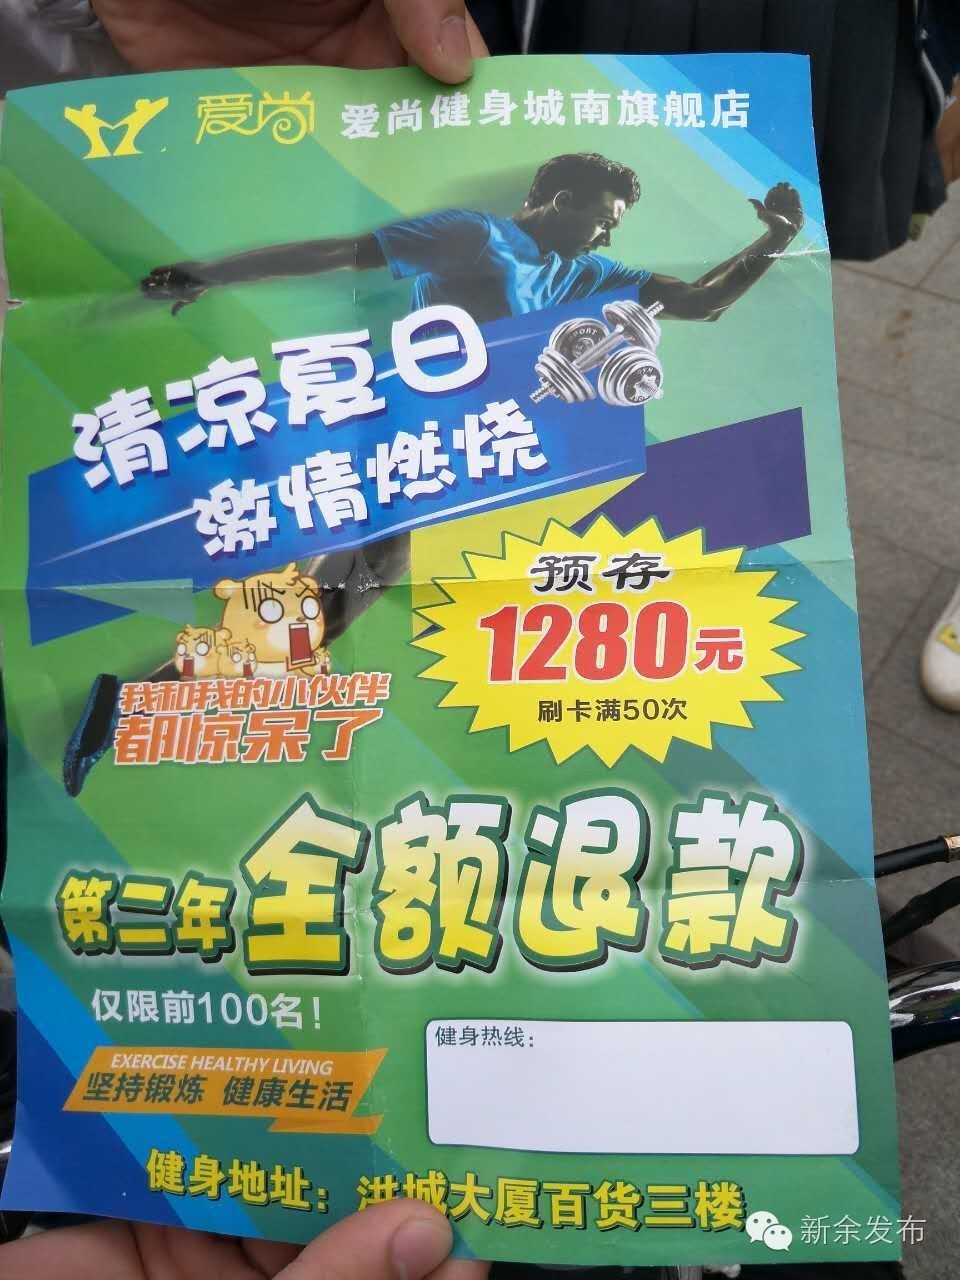 爱尚 爱尚健身城南旗舰店
清凉夏日
激情燃烧
预存
1280元
刷卡满50次
我和我的小伙伴
都惊呆了
第二年全额退款
仅限前100名!
健身热线:
EXERCISE HEALTHY LIVING
坚持锻炼 健康生活
健身地址:洪城大厦百货三楼
新余发布